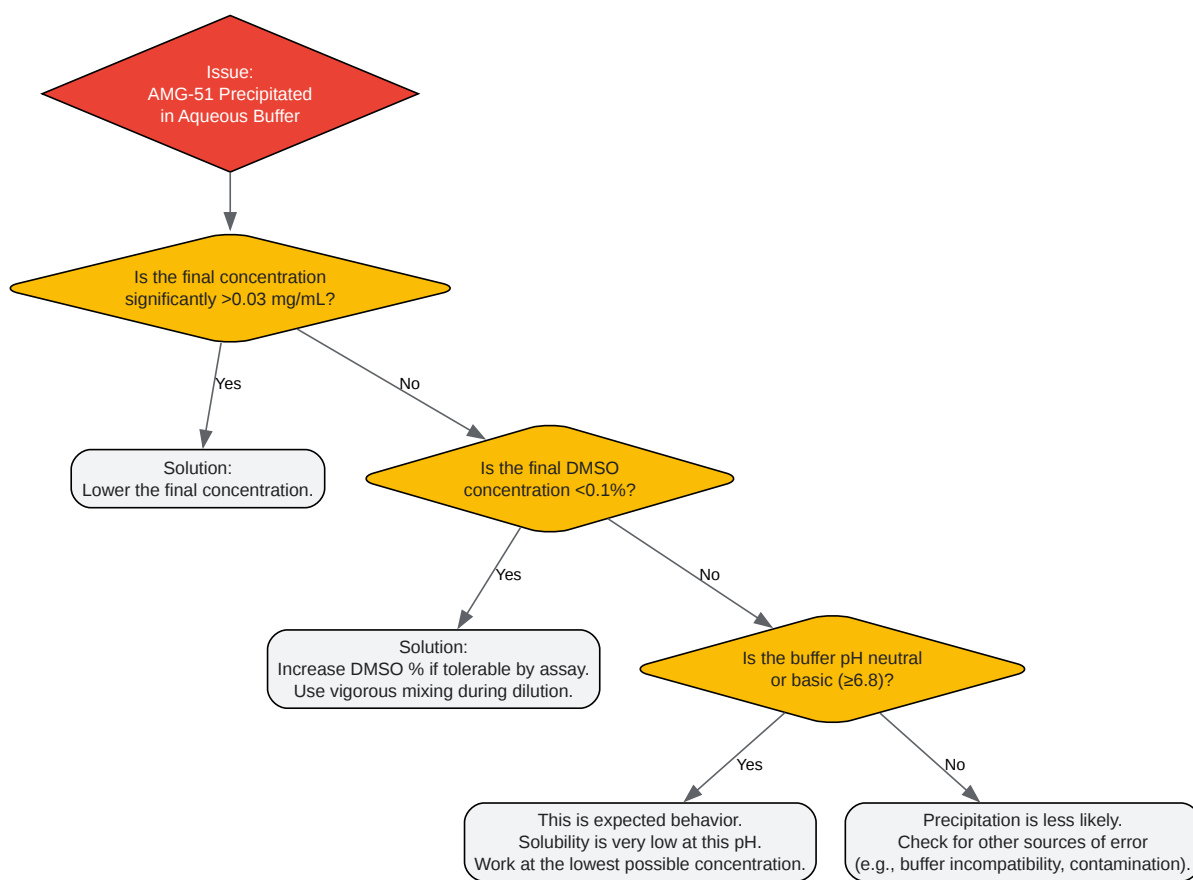 Issue:
AMG-51 Precipitated
in Aqueous Buffer
Is the final concentration
significantly >0.03 mg/mL?
Yes
No
Solution:
Lower the final concentration.
Is the final DMSO
concentration <0.1%?
Yes
No
Solution:
Increase DMSO % if tolerable by assay.
Use vigorous mixing during dilution.
Is the buffer pH neutral
or basic (≥6.8)?
Yes
No
This is expected behavior.
Solubility is very low at this pH.
Work at the lowest possible concentration.
Precipitation is less likely.
Check for other sources of error
(e.g., buffer incompatibility, contamination).